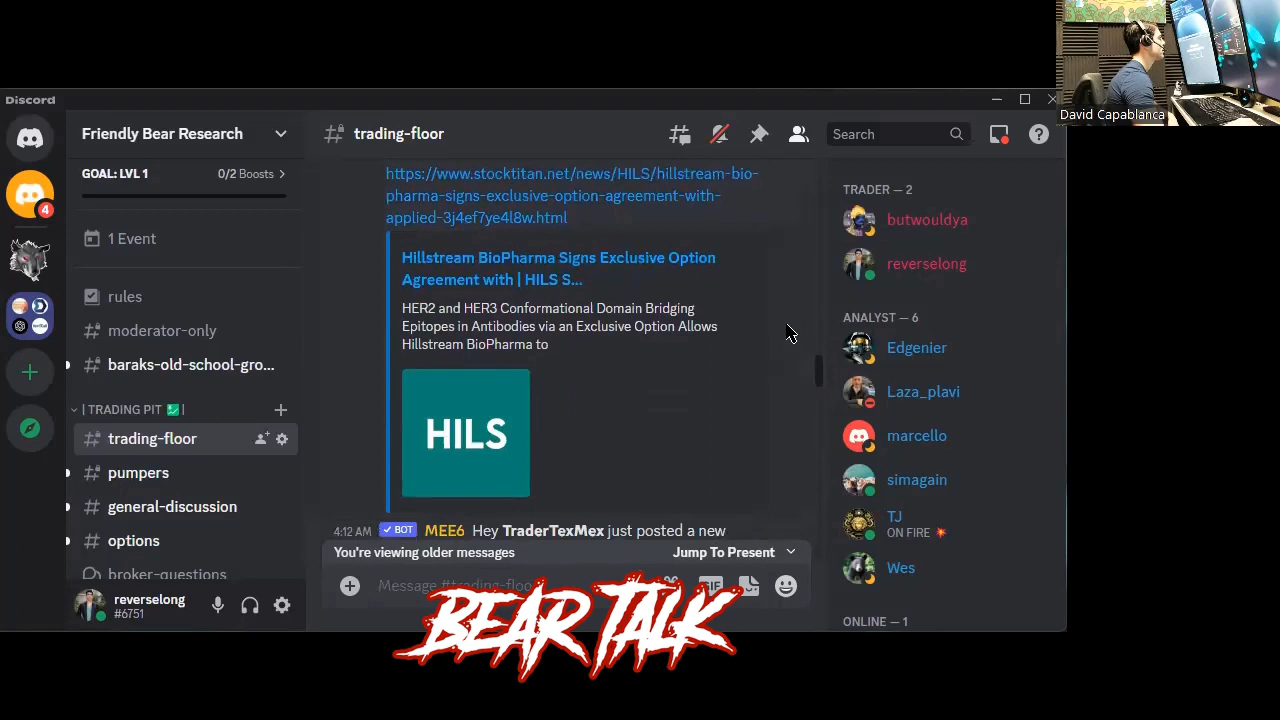 David Capablanca
Discord
Friendly Bear Research
GOAL: LVL 1
0/2 Boosts
1 Event
rules
moderator-only
baraks-old-school-gro...
| TRADING PIT 💹|
trading-floor
pumpers
general-discussion
options
broker-questions
reverselong
#6751
4
trading-floor
Search
https://www.stocktitan.net/news/HILS/hillstream-bio-
pharma-signs-exclusive-option-agreement-with-
applied-3j4ef7ye4l8w.html
Hillstream BioPharma Signs Exclusive Option
Agreement with | HILS S...
HER2 and HER3 Conformational Domain Bridging
Epitopes in Antibodies via an Exclusive Option Allows
Hillstream BioPharma to
HILS
4:12 AM ✓ BOT MEE6 Hey TraderTexMex just posted a new
You're viewing older messages
Jump To Present
Message #trading-floo
GIF
BEAR TALK
TRADER — 2
butwouldya
reverselong
ANALYST — 6
Edgenier
Laza_plavi
marcello
simagain
TJ
ON FIRE 💥
Wes
ONLINE — 1